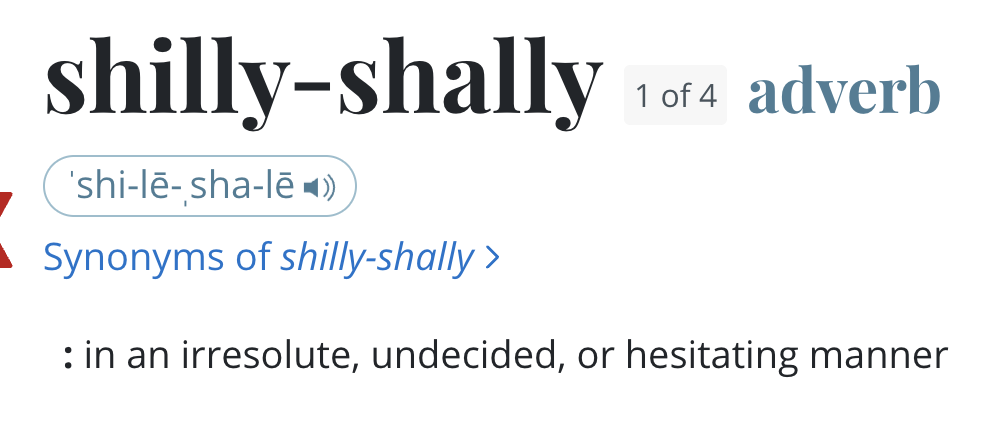 shilly-shally 1 of 4 adverb
ˈshi-lē-ˌsha-lē
Synonyms of shilly-shally
: in an irresolute, undecided, or hesitating manner